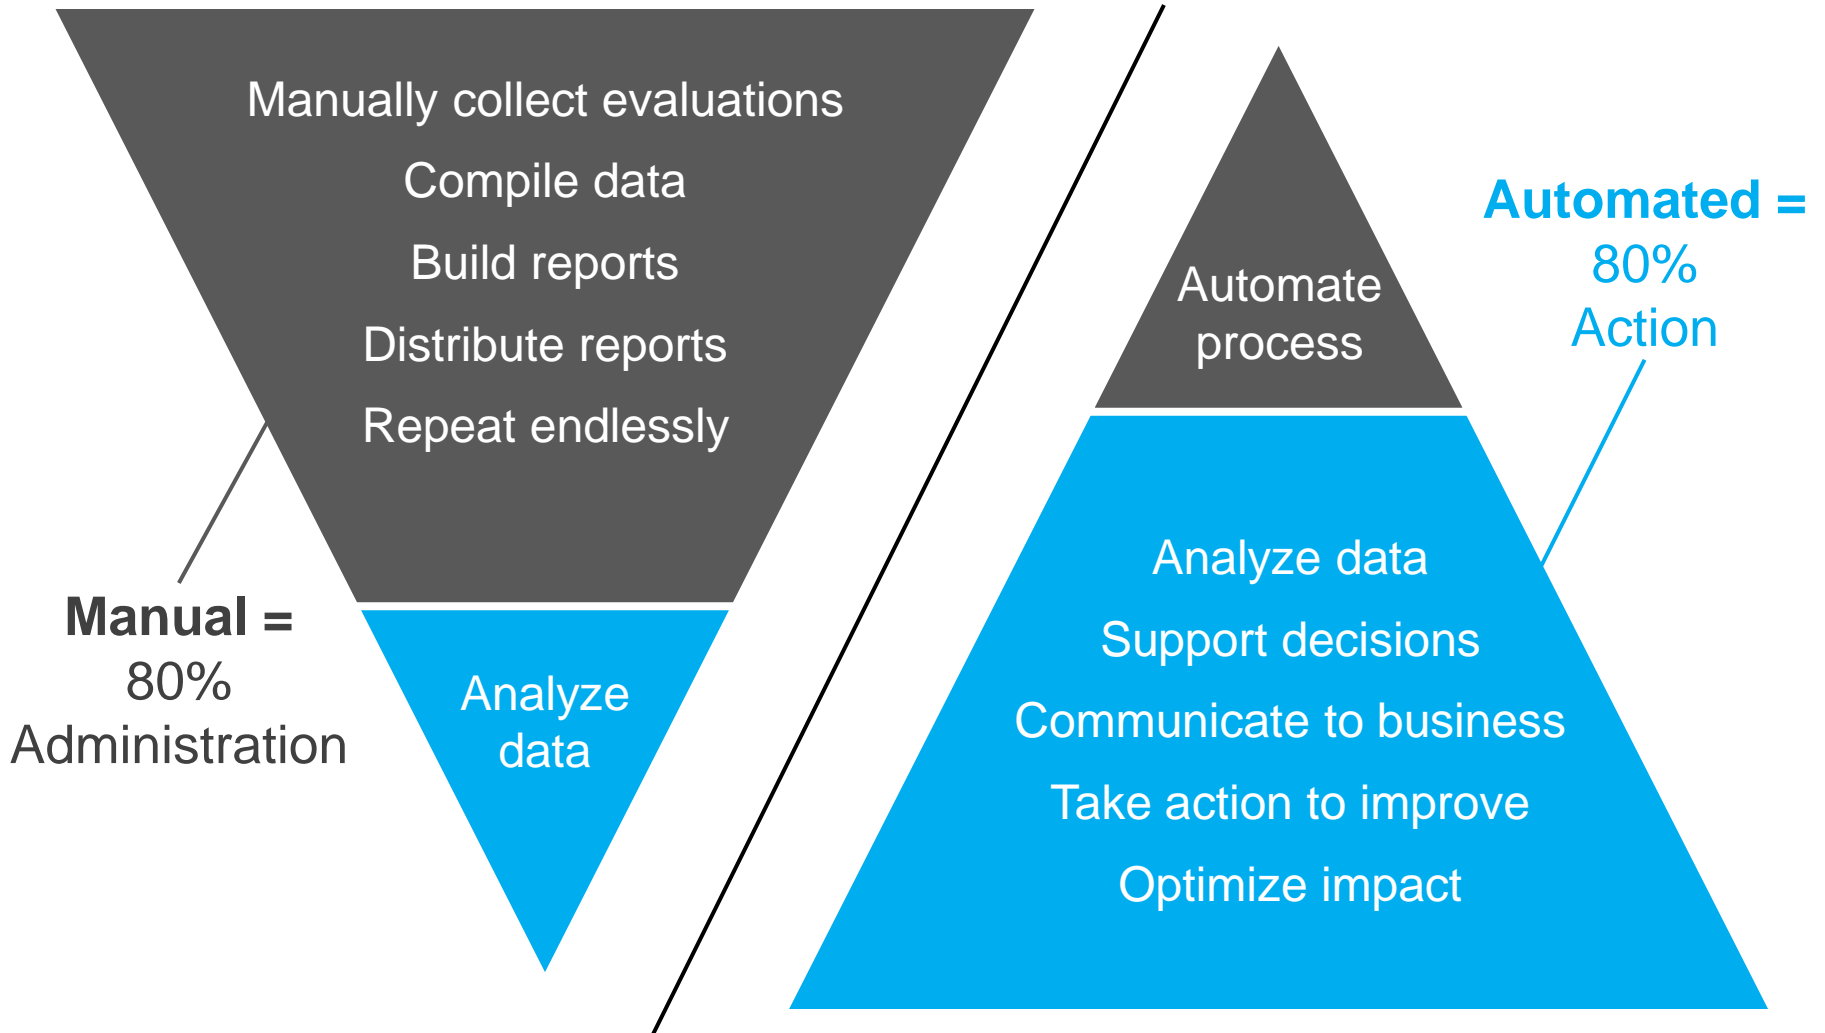 Manually collect evaluations
Compile data
Build reports
Distribute reports
Repeat endlessly
Manual =
80%
Administration
Analyze
data
Automate
process
Automated =
80%
Action
Analyze data
Support decisions
Communicate to business
Take action to improve
Optimize impact